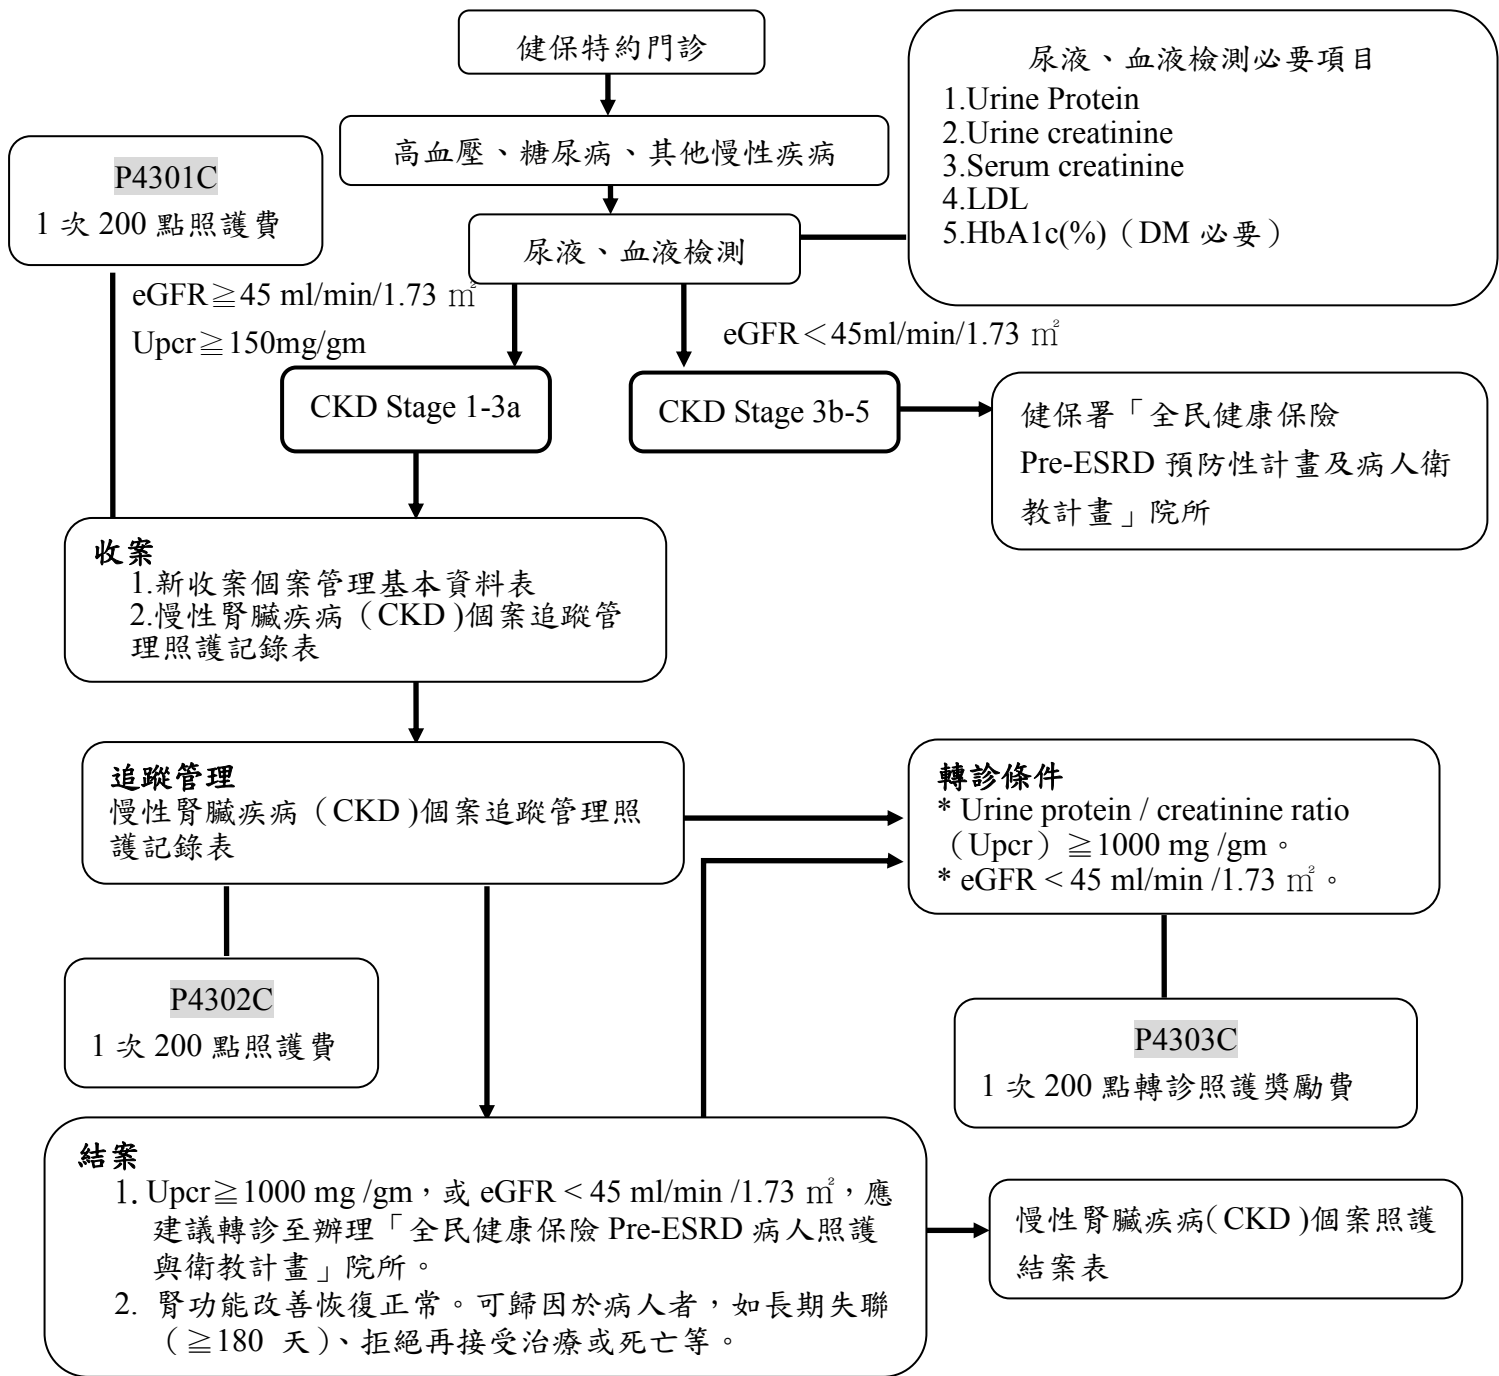 健保特約門診
高血壓、糖尿病、其他慢性疾病
尿液、血液檢測
尿液、血液檢測必要項目
1.Urine Protein
2.Urine creatinine
3.Serum creatinine
4.LDL
5.HbA1c(%)（DM 必要）
P4301C
1 次 200 點照護費
eGFR≧45 ml/min/1.73 ㎡
Upcr≧150mg/gm
eGFR＜45ml/min/1.73 ㎡
CKD Stage 1-3a
CKD Stage 3b-5
健保署「全民健康保險
Pre-ESRD 預防性計畫及病人衛
教計畫」院所
收案
1.新收案個案管理基本資料表
2.慢性腎臟疾病（CKD )個案追蹤管
理照護記錄表
追蹤管理
慢性腎臟疾病（CKD )個案追蹤管理照
護記錄表
轉診條件
* Urine protein / creatinine ratio
（Upcr）≧1000 mg /gm。
* eGFR < 45 ml/min /1.73 ㎡。
P4302C
1 次 200 點照護費
P4303C
1 次 200 點轉診照護獎勵費
結案
1. Upcr≧1000 mg /gm，或 eGFR < 45 ml/min /1.73 ㎡，應
建議轉診至辦理「全民健康保險 Pre-ESRD 病人照護
與衛教計畫」院所。
2. 腎功能改善恢復正常。可歸因於病人者，如長期失聯
（≧180 天）、拒絕再接受治療或死亡等。
慢性腎臟疾病(CKD )個案照護
結案表